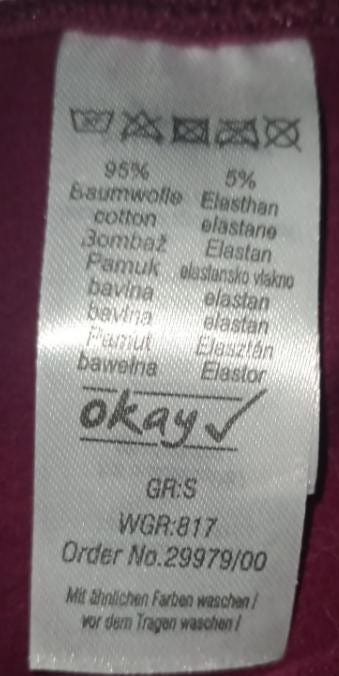 95% 5%
Baumwolle Elasthan
cotton elastane
Bombaž Elastan
Pamuk elastansko vlakno
bavlna elastan
bavlna elastan
Pamut Elasztán
bawełna Elastor
okay
GR:S
WGR:817
Order No.29979/00
Mit ähnlichen Farben waschen /
vor dem Tragen waschen /